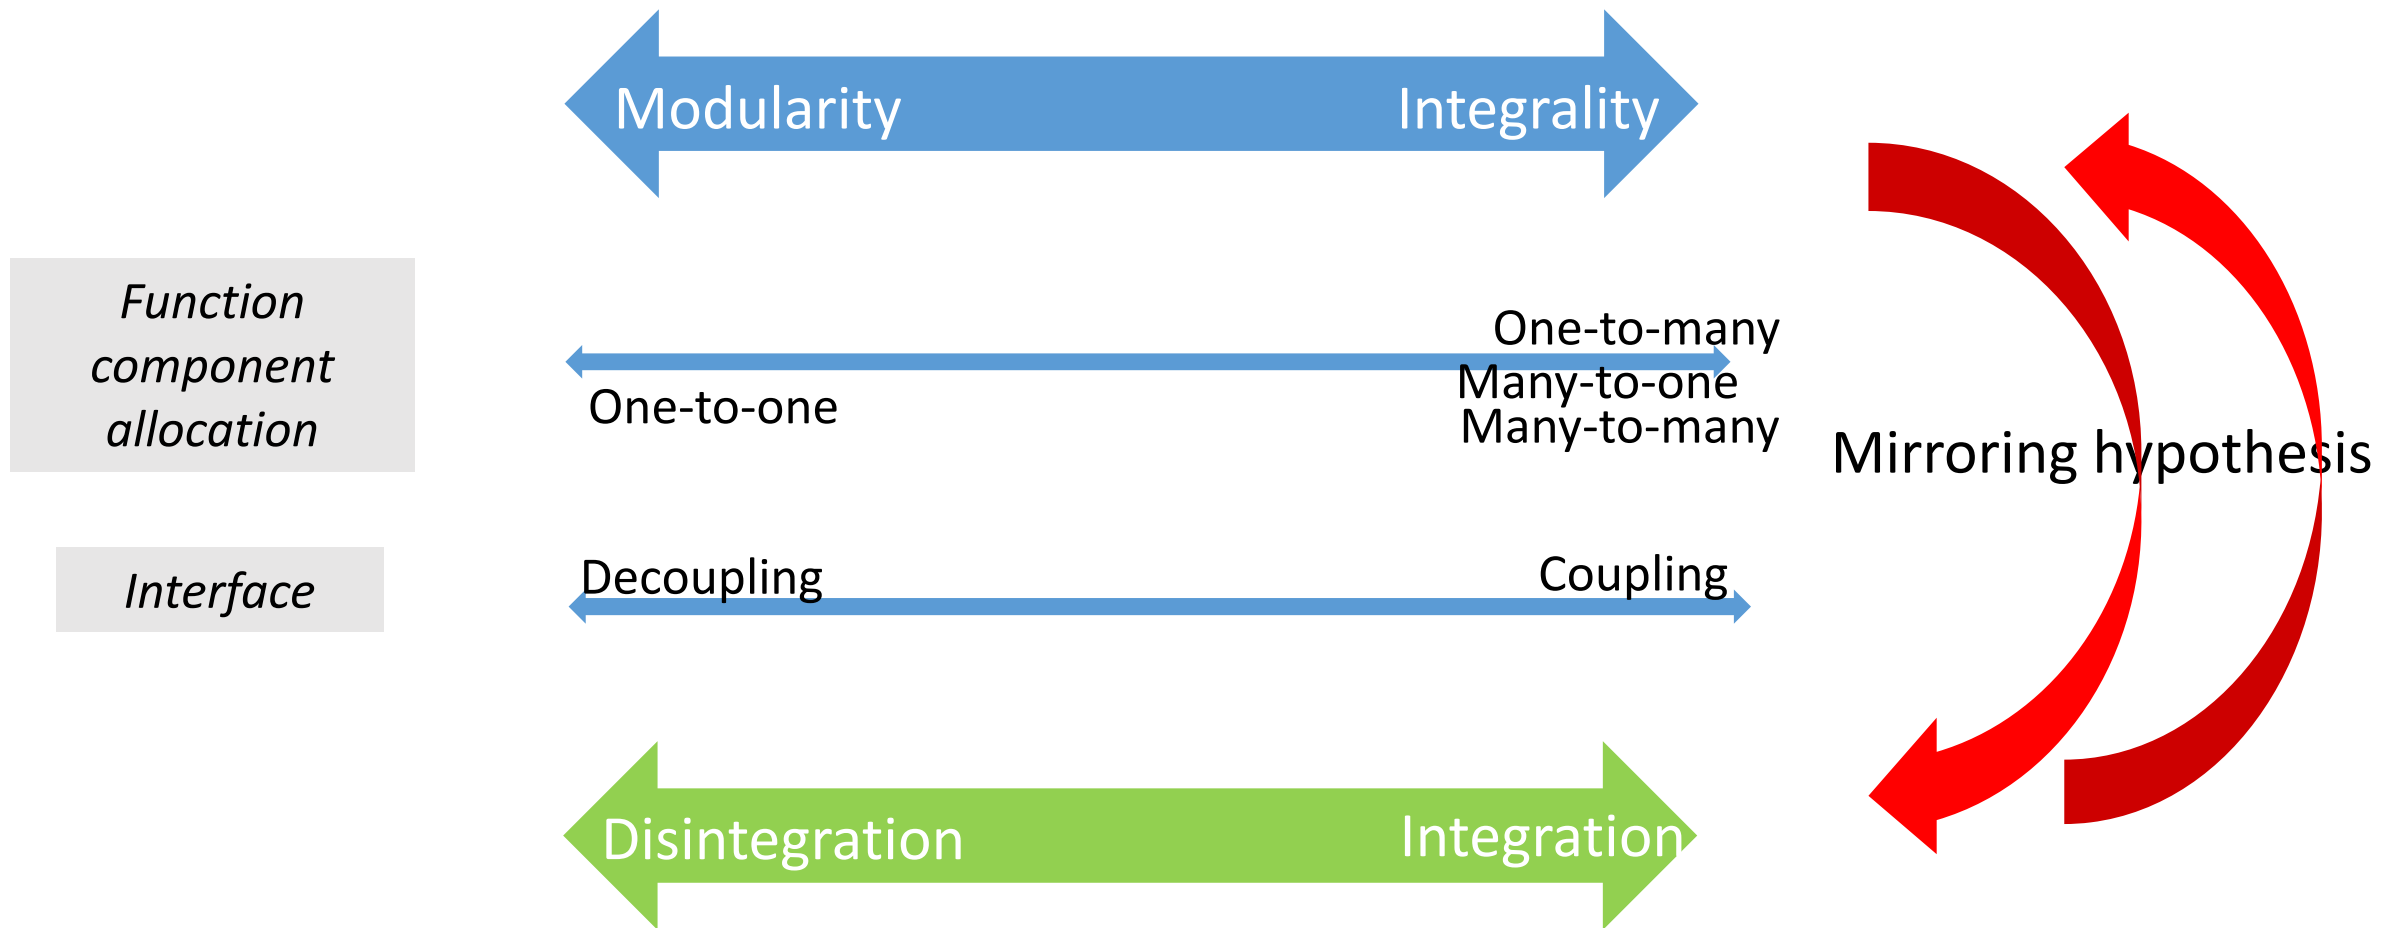 Modularity
Integrality
Function
component
allocation
One-to-one
One-to-many
Many-to-one
Many-to-many
Mirroring hypothesis
Interface
Decoupling
Coupling
Disintegration
Integration